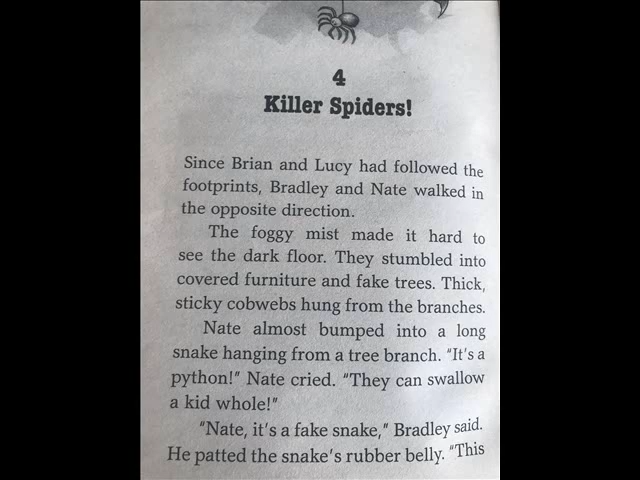 4
Killer Spiders!
Since Brian and Lucy had followed the
footprints, Bradley and Nate walked in
the opposite direction.
The foggy mist made it hard to
see the dark floor. They stumbled into
covered furniture and fake trees. Thick,
sticky cobwebs hung from the branches.
Nate almost bumped into a long
snake hanging from a tree branch. “It’s a
python!” Nate cried. “They can swallow
a kid whole!”
“Nate, it’s a fake snake,” Bradley said.
He patted the snake’s rubber belly. “This